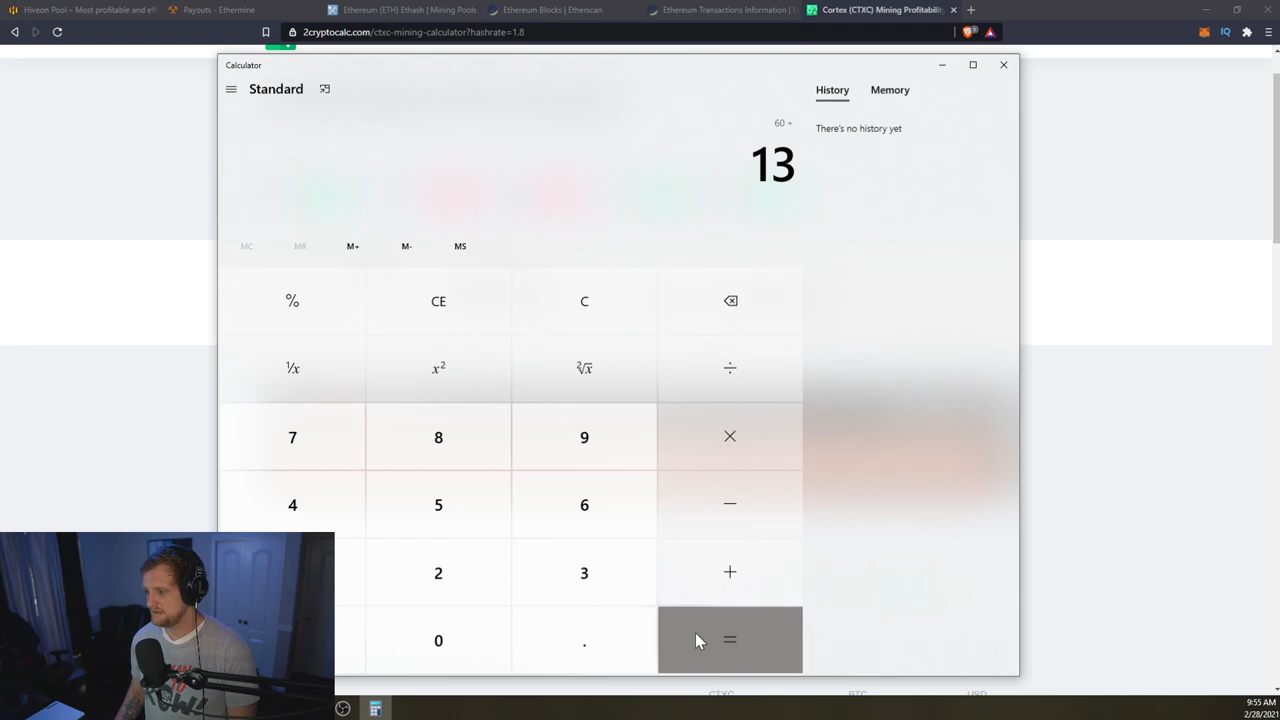 Hiveon Pool – Most profitable and eff
Payouts - Ethermine
Ethereum (ETH) Ethash | Mining Pools
Ethereum Blocks | Etherscan
Ethereum Transactions Information |
Cortex (CTXC) Mining Profitabilit
2cryptocalc.com/ctxc-mining-calculator?hashrate=1.8
Calculator
Standard
History
Memory
60 +
There's no history yet
13
MC MR M+ M- MS
% CE C
1/x x² ²√x ÷
7 8 9 ×
4 5 6 −
2 3 +
0 . =
CTXC BTC USD
9:55 AM
2/28/2021